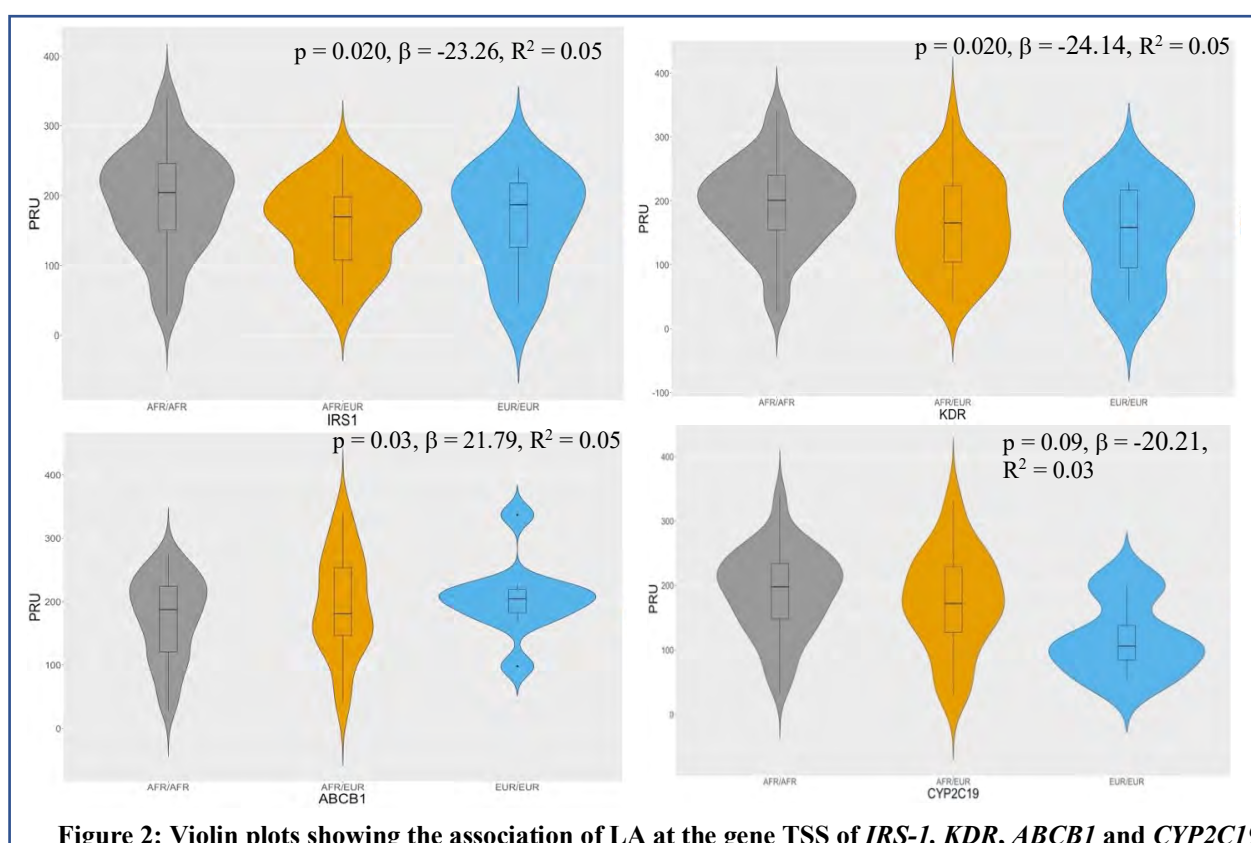 p = 0.020, β = -23.26, R² = 0.05
400
300
200
100
0
PRU
AFR/AFR AFR/EUR EUR/EUR
IRS1
p = 0.020, β = -24.14, R² = 0.05
400
300
200
100
0
-100
PRU
AFR/AFR AFR/EUR EUR/EUR
KDR
p = 0.03, β = 21.79, R² = 0.05
400
300
200
100
0
PRU
AFR/AFR AFR/EUR EUR/EUR
ABCB1
p = 0.09, β = -20.21,
R² = 0.03
400
300
200
100
0
PRU
AFR/AFR AFR/EUR EUR/EUR
CYP2C19
Figure 2: Violin plots showing the association of LA at the gene TSS of IRS-1, KDR, ABCB1 and CYP2C19